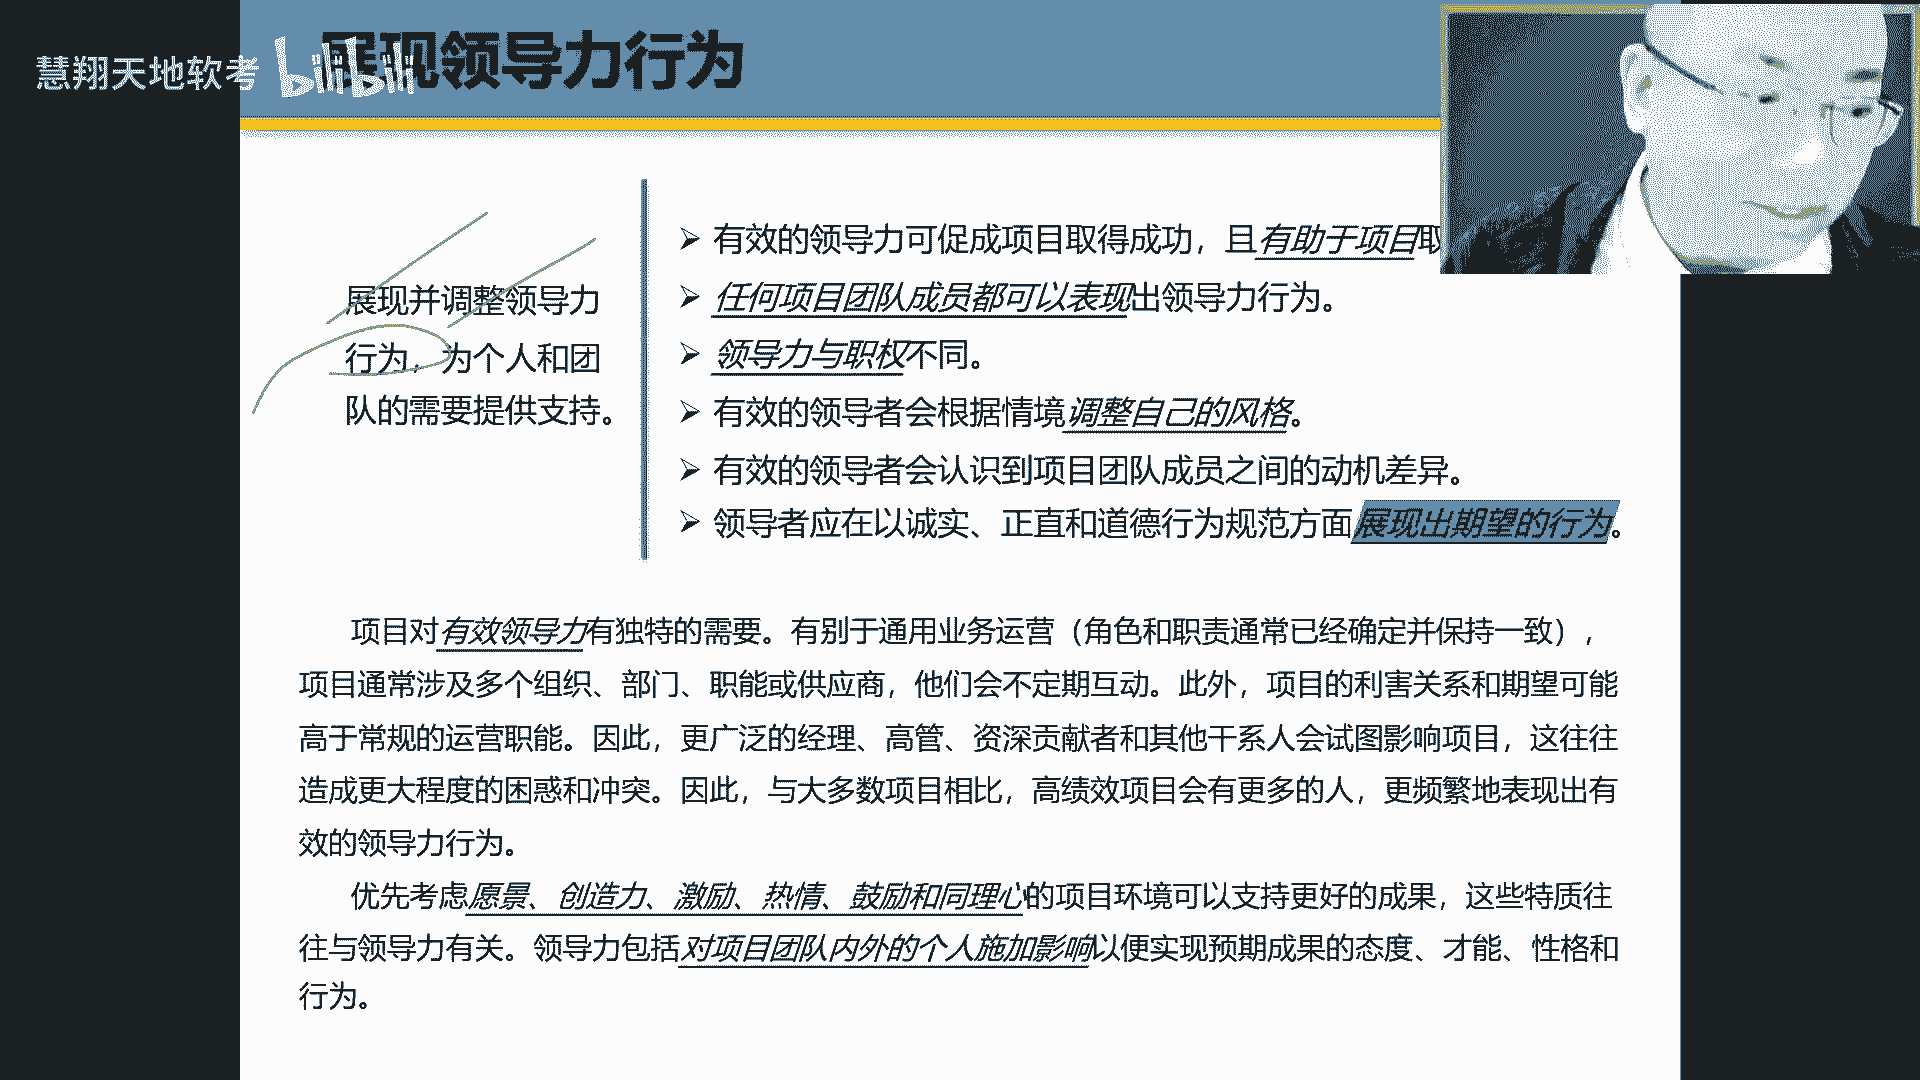 慧翔天地软考
bilibili
展现领导力行为
展现并调整领导力
行为，为个人和团
队的需要提供支持。
有效的领导力可促成项目取得成功，且有助于项目取
任何项目团队成员都可以表现出领导力行为。
领导力与职权不同。
有效的领导者会根据情境调整自己的风格。
有效的领导者会认识到项目团队成员之间的动机差异。
领导者应在以诚实、正直和道德行为规范方面展现出期望的行为。
项目对有效领导力有独特的需要。有别于通用业务运营（角色和职责通常已经确定并保持一致），
项目通常涉及多个组织、部门、职能或供应商，他们会不定期互动。此外，项目的利害关系和期望可能
高于常规的运营职能。因此，更广泛的经理、高管、资深贡献者和其他干系人会试图影响项目，这往往
造成更大程度的困惑和冲突。因此，与大多数项目相比，高绩效项目会有更多的人，更频繁地表现出有
效的领导力行为。
优先考虑愿景、创造力、激励、热情、鼓励和同理心的项目环境可以支持更好的成果，这些特质往
往与领导力有关。领导力包括对项目团队内外的个人施加影响以便实现预期成果的态度、才能、性格和
行为。